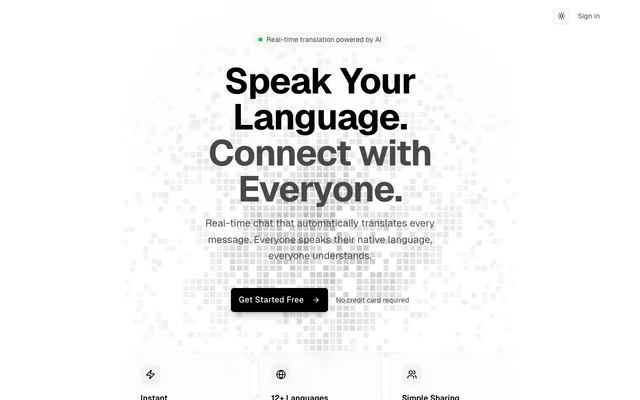 Sign in
Real-time translation powered by AI
Speak Your
Language.
Connect with
Everyone.
Real-time chat that automatically translates every
message. Everyone speaks their native language,
everyone understands.
Get Started Free →
No credit card required
Instant
12+ Languages
Simple Sharing